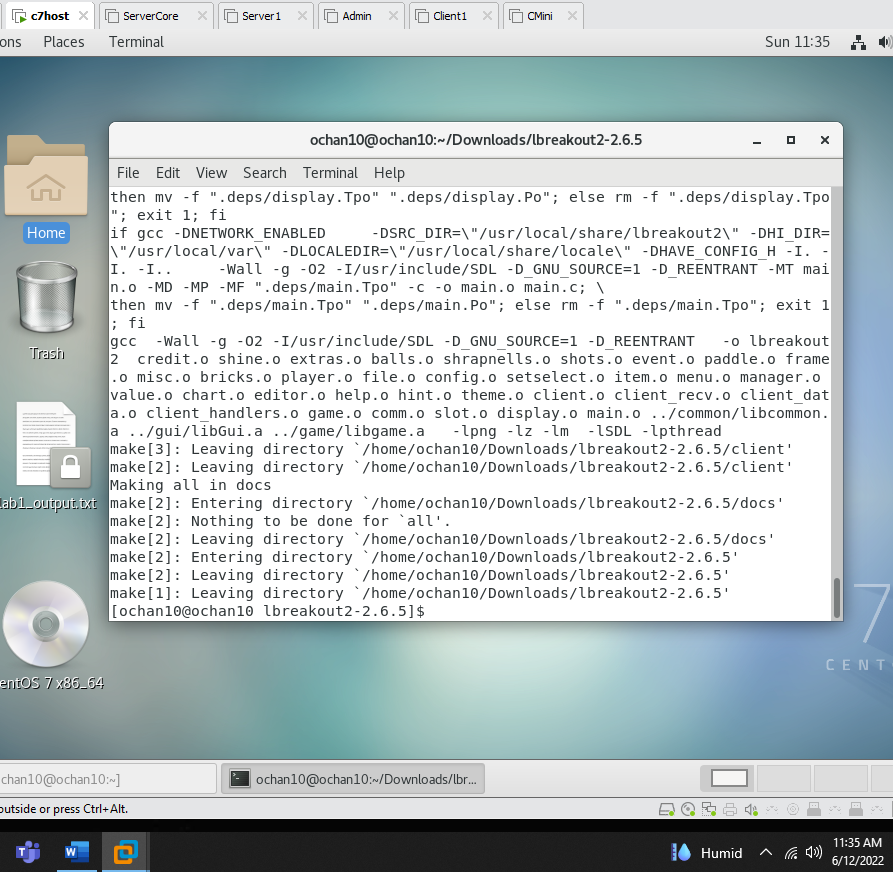 c7host
ServerCore
Server1
Admin
Client1
CMini
ons Places Terminal
Sun 11:35
ochan10@ochan10:~/Downloads/lbreakout2-2.6.5
File Edit View Search Terminal Help
then mv -f ".deps/display.Tpo" ".deps/display.Po"; else rm -f ".deps/display.Tpo
"; exit 1; fi
if gcc -DNETWORK_ENABLED     -DSRC_DIR=\"/usr/local/share/lbreakout2\" -DHI_DIR=
\"/usr/local/var\" -DLOCALEDIR=\"/usr/local/share/locale\" -DHAVE_CONFIG_H -I. -
I. -I..     -Wall -g -O2 -I/usr/include/SDL -D_GNU_SOURCE=1 -D_REENTRANT -MT mai
n.o -MD -MP -MF ".deps/main.Tpo" -c -o main.o main.c; \
then mv -f ".deps/main.Tpo" ".deps/main.Po"; else rm -f ".deps/main.Tpo"; exit 1
; fi
gcc  -Wall -g -O2 -I/usr/include/SDL -D_GNU_SOURCE=1 -D_REENTRANT   -o lbreakout
2  credit.o shine.o extras.o balls.o shrapnells.o shots.o event.o paddle.o frame
.o misc.o bricks.o player.o file.o config.o setselect.o item.o menu.o manager.o
value.o chart.o editor.o help.o hint.o theme.o client.o client_recv.o client_dat
a.o client_handlers.o game.o comm.o slot.o display.o main.o ../common/libcommon.
a ../gui/libGui.a ../game/libgame.a   -lpng -lz -lm  -lSDL -lpthread
make[3]: Leaving directory `/home/ochan10/Downloads/lbreakout2-2.6.5/client'
make[2]: Leaving directory `/home/ochan10/Downloads/lbreakout2-2.6.5/client'
Making all in docs
make[2]: Entering directory `/home/ochan10/Downloads/lbreakout2-2.6.5/docs'
make[2]: Nothing to be done for `all'.
make[2]: Leaving directory `/home/ochan10/Downloads/lbreakout2-2.6.5/docs'
make[2]: Entering directory `/home/ochan10/Downloads/lbreakout2-2.6.5'
make[2]: Leaving directory `/home/ochan10/Downloads/lbreakout2-2.6.5'
make[1]: Leaving directory `/home/ochan10/Downloads/lbreakout2-2.6.5'
[ochan10@ochan10 lbreakout2-2.6.5]$
Home
Trash
lab1_output.txt
entOS 7 x86_64
7
CENT
chan10@ochan10:~]
ochan10@ochan10:~/Downloads/lbr...
outside or press Ctrl+Alt.
Humid
11:35 AM
6/12/2022